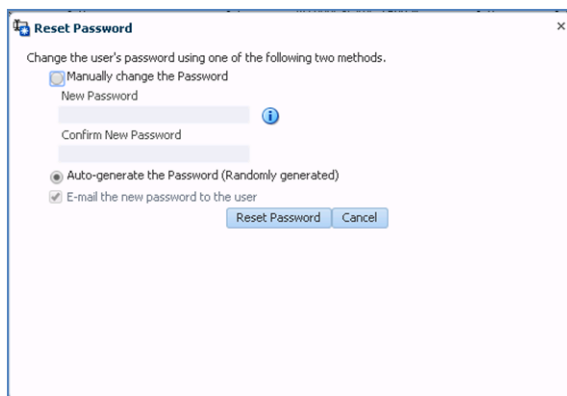 Reset Password
Change the user's password using one of the following two methods.
Manually change the Password
New Password
Confirm New Password
Auto-generate the Password (Randomly generated)
E-mail the new password to the user
Reset Password Cancel